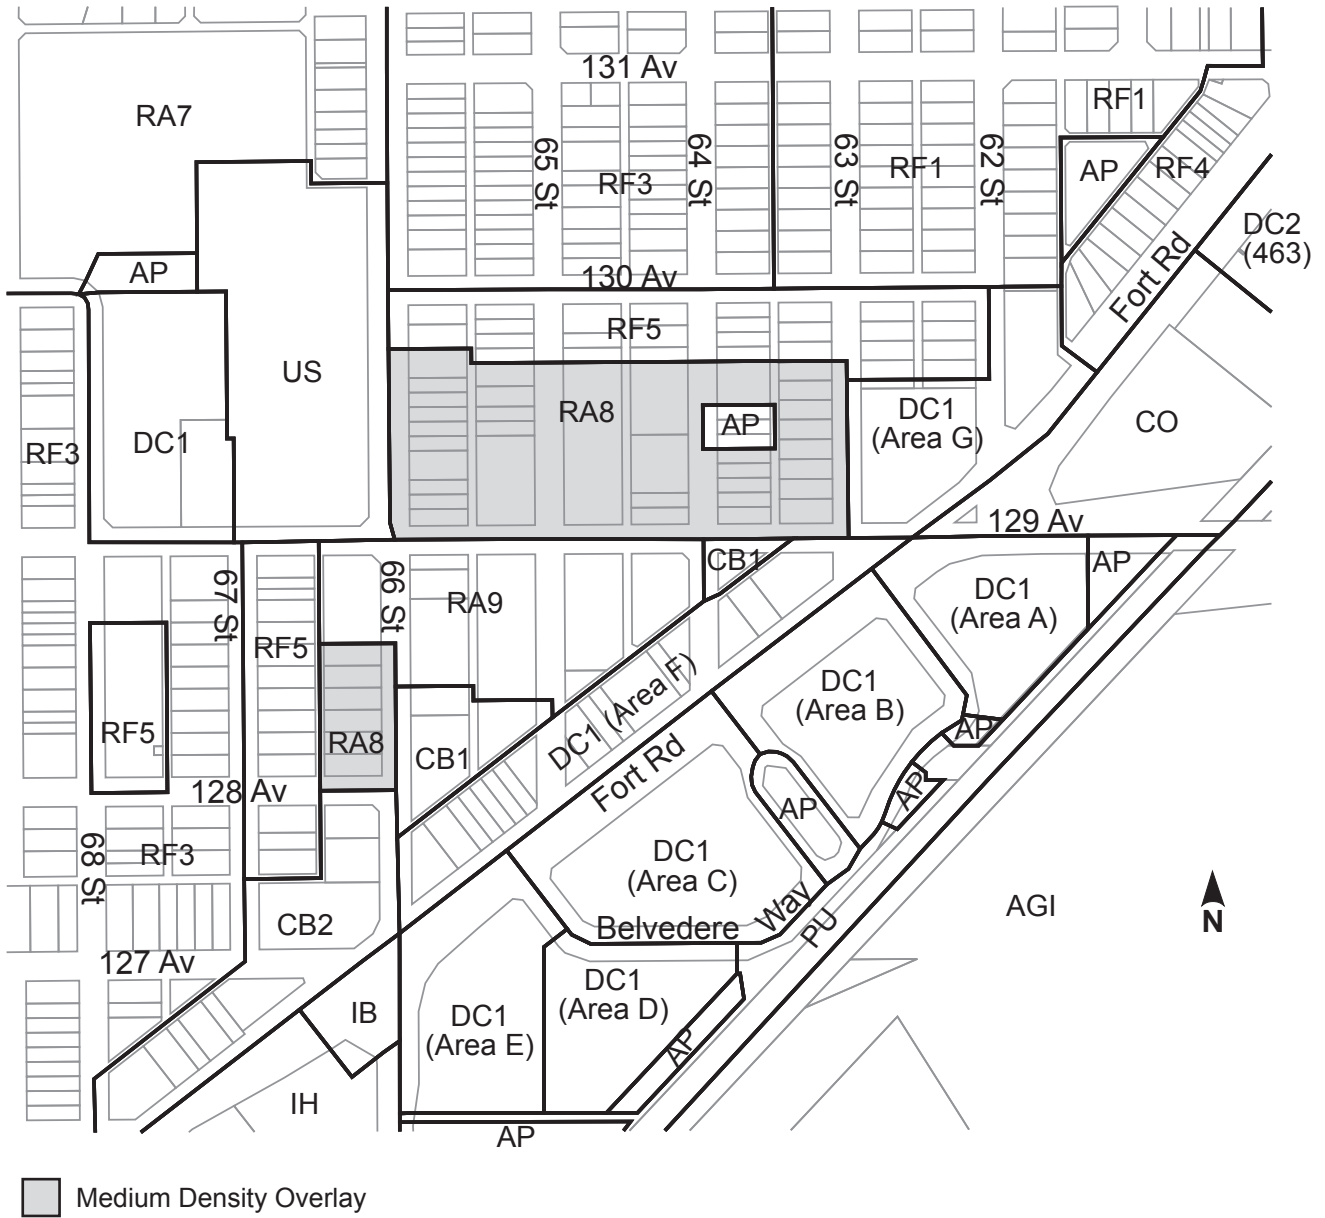 131 Av
RA7
RF1
65 St
64 St
63 St
62 St
RF3
RF1
AP
RF4
DC2
(463)
AP
130 Av
Fort Rd
RF5
US
RA8
AP
DC1
(Area G)
CO
RF3
DC1
129 Av
CB1
AP
67 St
66 St
RA9
DC1
(Area A)
RF5
DC1 (Area F)
DC1
(Area B)
RF5
RA8
CB1
AP
Fort Rd
128 Av
AP
AP
68 St
RF3
DC1
(Area C)
CB2
Belvedere Way
PU
AGI
N
127 Av
DC1
(Area D)
IB
DC1
(Area E)
AP
IH
AP
Medium Density Overlay